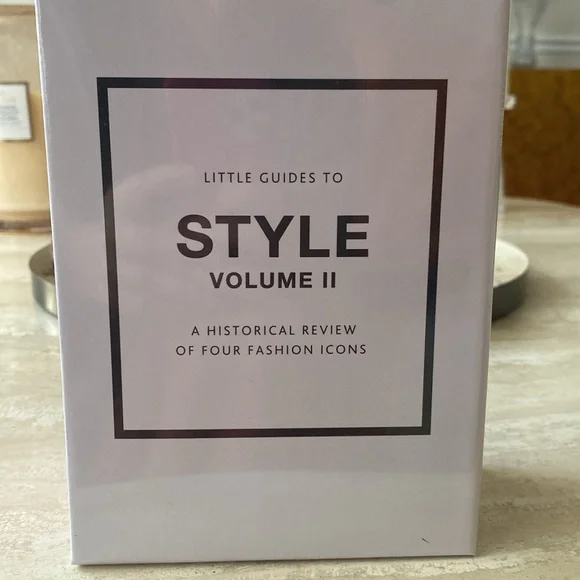 LITTLE GUIDES TO
STYLE
VOLUME II
A HISTORICAL REVIEW
OF FOUR FASHION ICONS